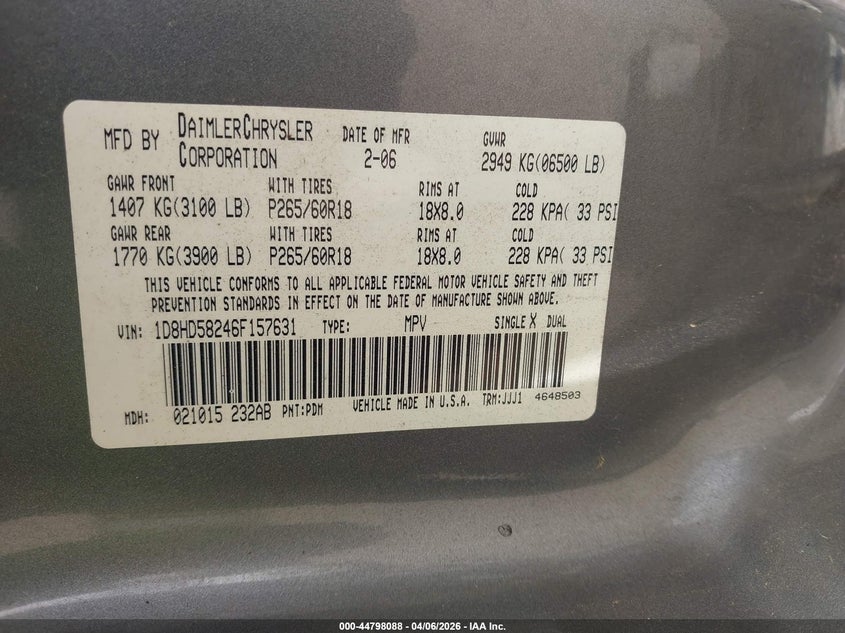 MFD BY DAIMLERCHRYSLER CORPORATION DATE OF MFR 2-06 GVWR 2949 KG(06500 LB)
GAWR FRONT WITH TIRES RIMS AT COLD
1407 KG(3100 LB) P265/60R18 18X8.0 228 KPA( 33 PSI
GAWR REAR WITH TIRES RIMS AT COLD
1770 KG(3900 LB) P265/60R18 18X8.0 228 KPA( 33 PSI
THIS VEHICLE CONFORMS TO ALL APPLICABLE FEDERAL MOTOR VEHICLE SAFETY AND THEFT
PREVENTION STANDARDS IN EFFECT ON THE DATE OF MANUFACTURE SHOWN ABOVE.
VIN: 1D8HD58246F157631 TYPE: MPV SINGLE X DUAL
MDH: 021015 232AB PNT:PDM VEHICLE MADE IN U.S.A. TRM:JJJ1 4648503
000-44798088 - 04/06/2026 - IAA Inc.